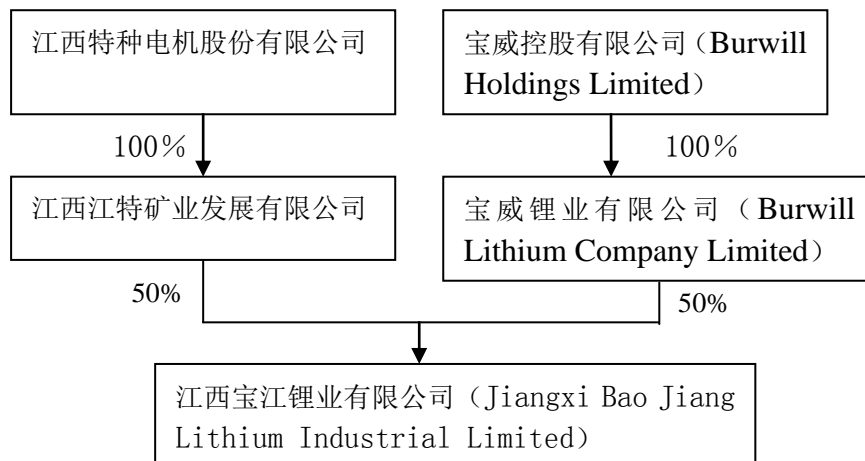 江西特种电机股份有限公司
宝威控股有限公司（Burwill
Holdings Limited）
100％
100％
江西江特矿业发展有限公司
宝威锂业有限公司（Burwill
Lithium Company Limited）
50%
50%
江西宝江锂业有限公司（Jiangxi Bao Jiang
Lithium Industrial Limited）